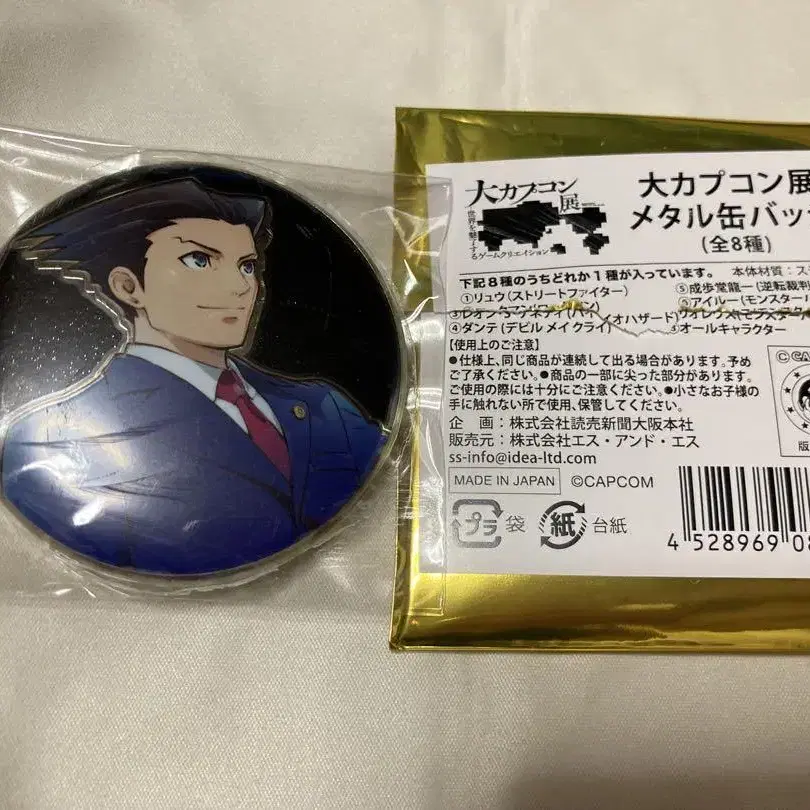 大カプコン展
世界を魅了する
ゲームクリエイション
大カプコン展
メタル缶バッ
(全8種)
下記8種のうちどれか1種が入っています。 本体材質：ス
①リュウ(ストリートファイター) ⑤成歩堂龍一(逆転裁判
⑥アイルー(モンスター
イオハザード)
④ダンテ(デビル メイ クライ) オールキャラクター
【使用上のご注意】
●仕様上、同じ商品が連続して出る場合があります。予め
ご了承ください。●商品の一部に尖った部分があります。
ご使用の際には十分にご注意ください。●小さなお子様の
手に触れない所で使用、保管してください。
企　画：株式会社読売新聞大阪本社
販売元：株式会社エス・アンド・エス
ss-info@idea-ltd.com
MADE IN JAPAN ©CAPCOM
プラ 袋 紙 台紙
4 528969 0